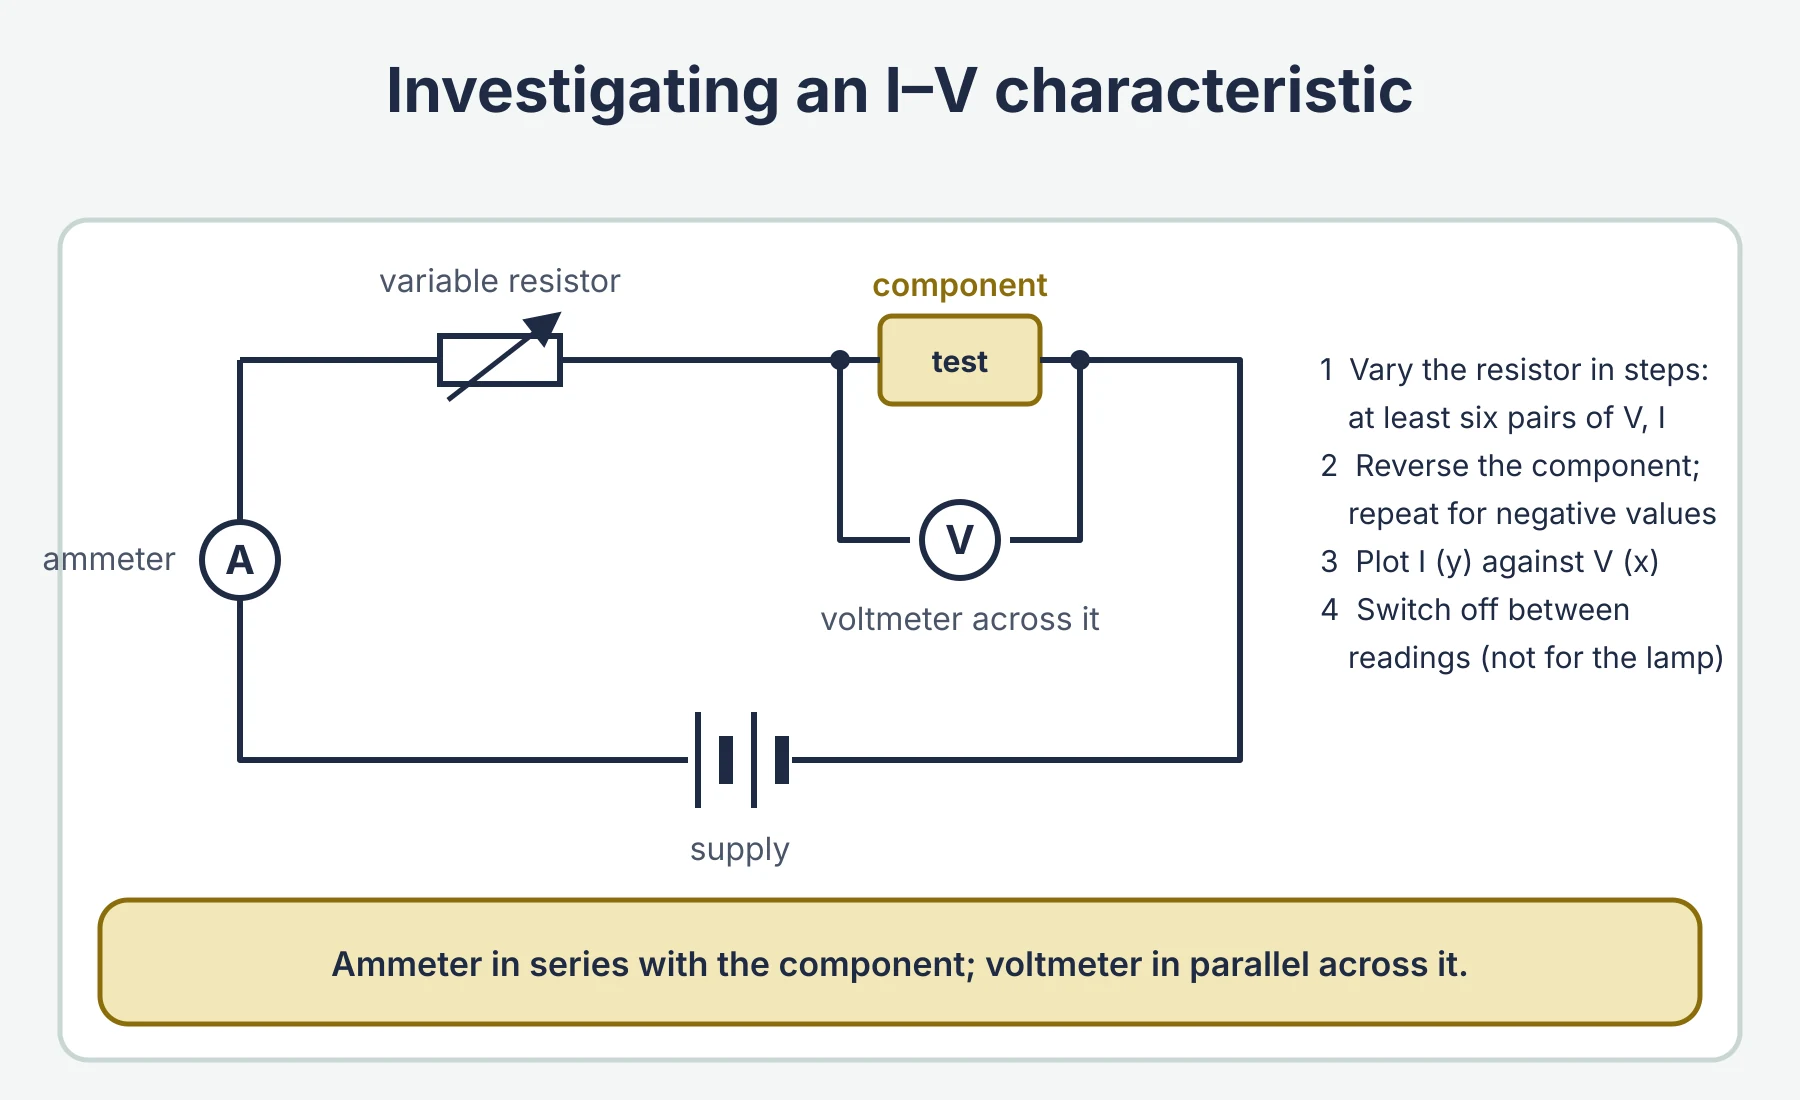 Investigating an I–V characteristic
variable resistor
component
test
1 Vary the resistor in steps:
at least six pairs of V, I
2 Reverse the component;
repeat for negative values
3 Plot I (y) against V (x)
4 Switch off between
readings (not for the lamp)
ammeter
A
V
voltmeter across it
supply
Ammeter in series with the component; voltmeter in parallel across it.